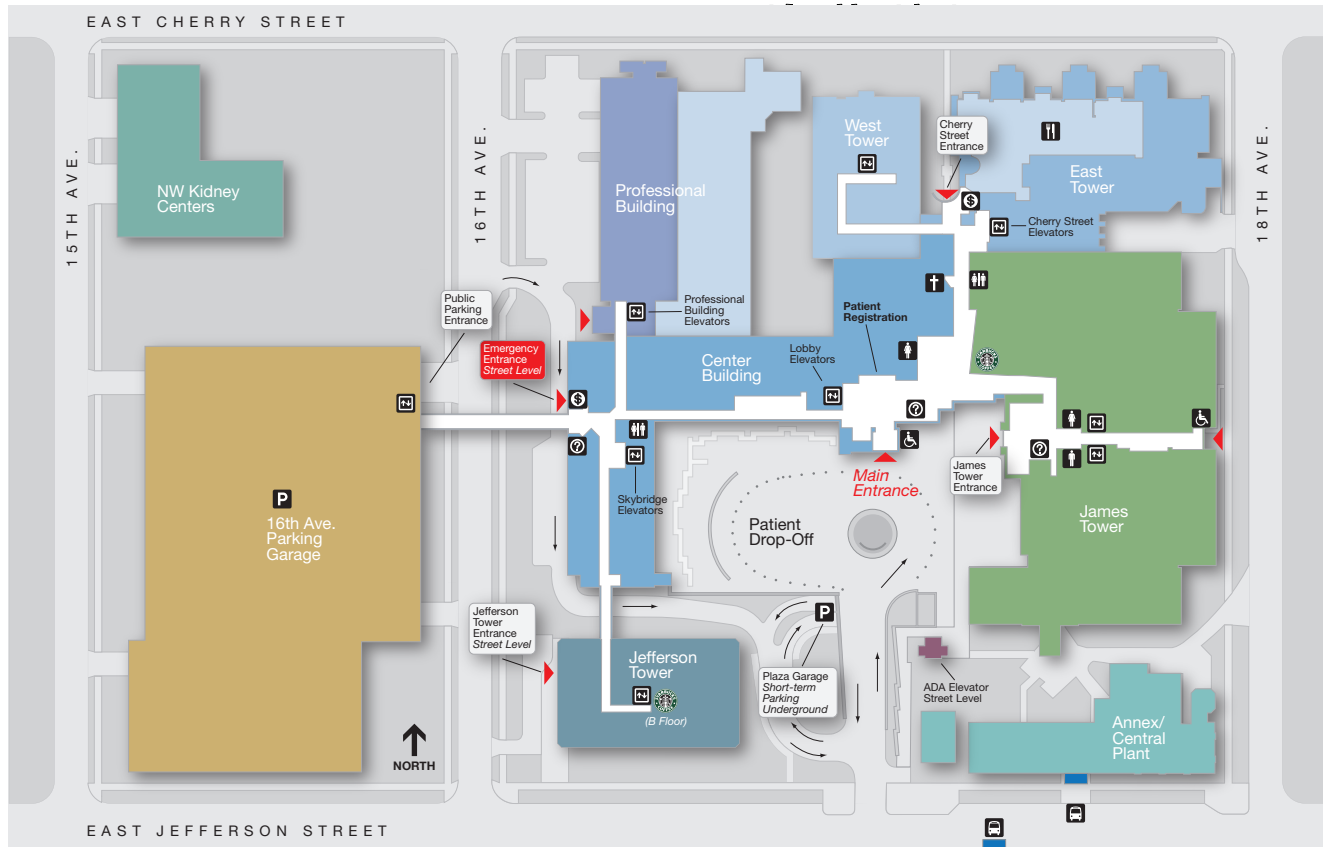 EAST CHERRY STREET
15TH AVE.
16TH AVE.
18TH AVE.
NW Kidney
Centers
Professional
Building
West
Tower
Cherry
Street
Entrance
East
Tower
Cherry Street
Elevators
Public
Parking
Entrance
Professional
Building
Elevators
Patient
Registration
Emergency
Entrance
Street Level
Center
Building
Lobby
Elevators
$
$
?
?
?
Main
Entrance
James
Tower
Entrance
Skybridge
Elevators
P
16th Ave.
Parking
Garage
Patient
Drop-Off
James
Tower
Jefferson
Tower
Entrance
Street Level
P
Jefferson
Tower
(B Floor)
Plaza Garage
Short-term
Parking
Underground
ADA Elevator
Street Level
Annex/
Central
Plant
NORTH
EAST JEFFERSON STREET